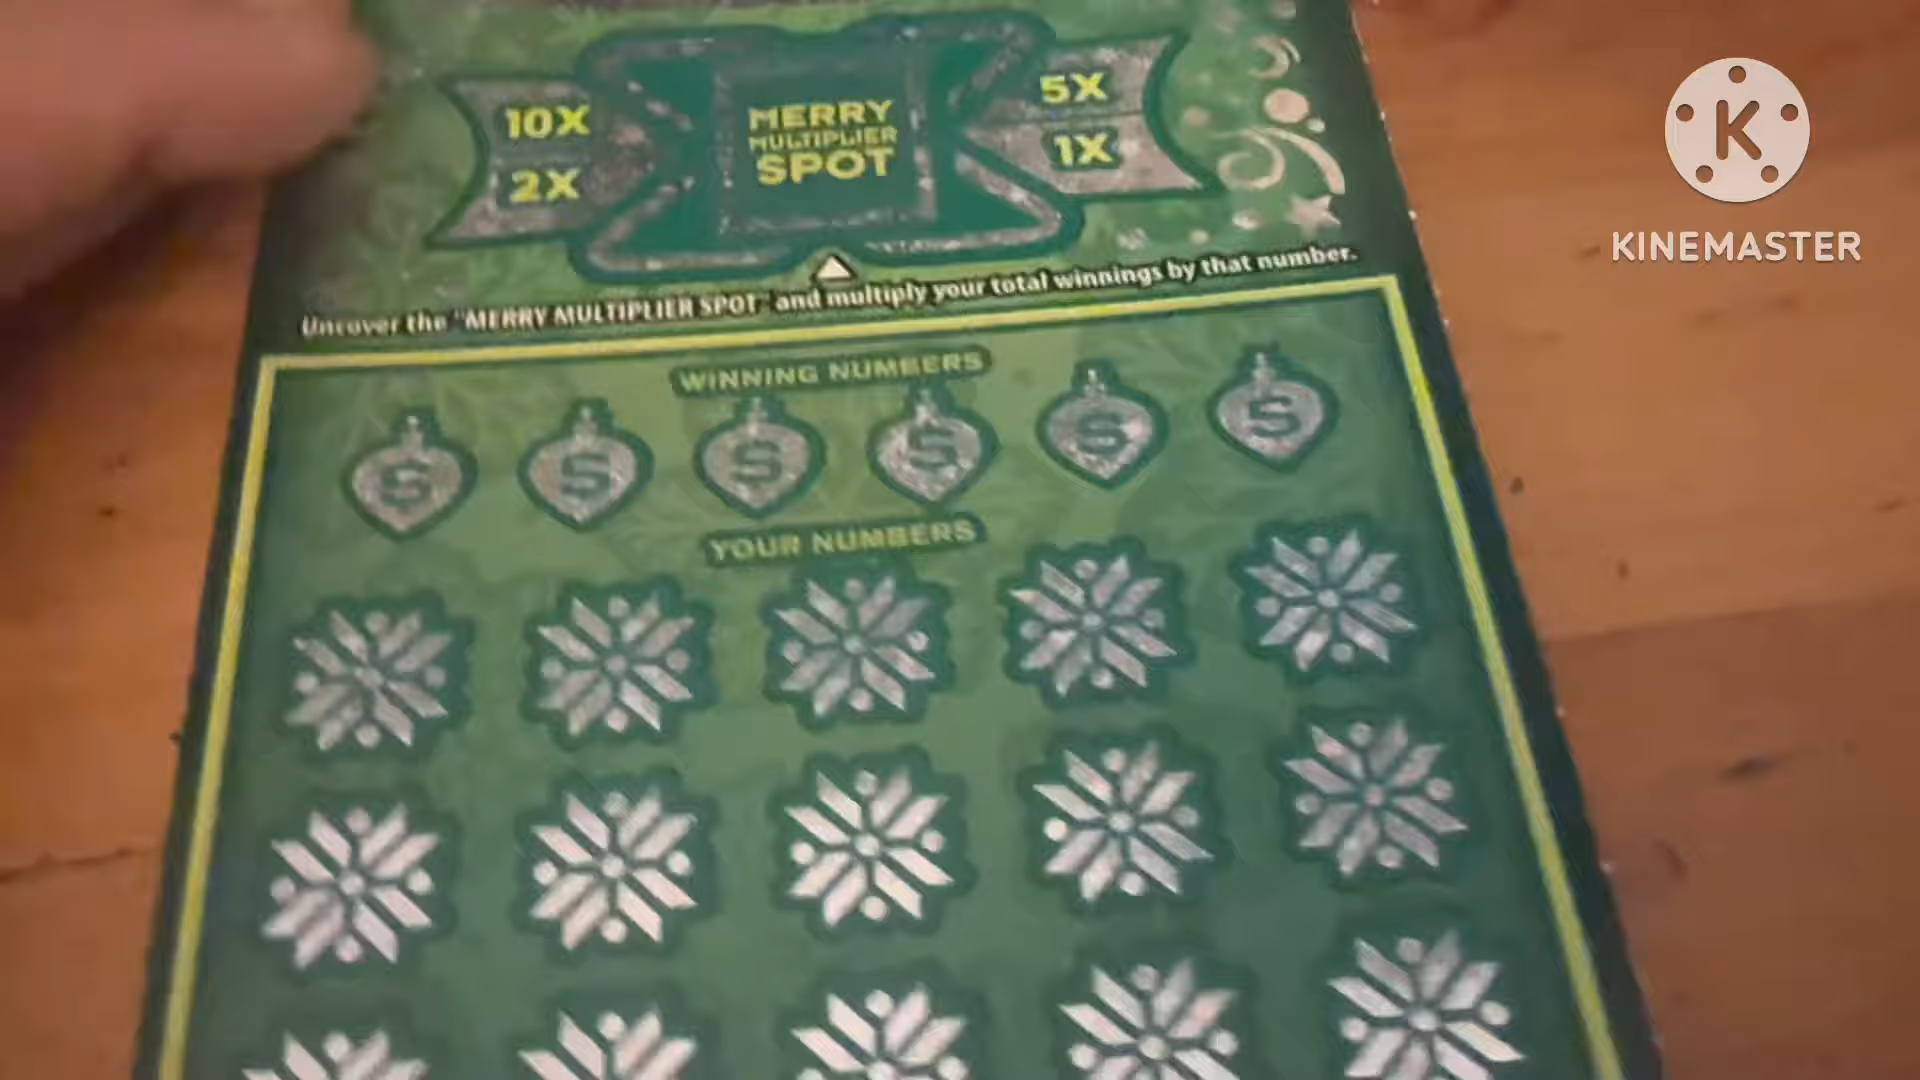 10X
2X
MERRY
MULTIPLIER
SPOT
5X
1X
Uncover the "MERRY MULTIPLIER SPOT" and multiply your total winnings by that number.
WINNING NUMBERS
S S S S S S
YOUR NUMBERS
K
KINEMASTER